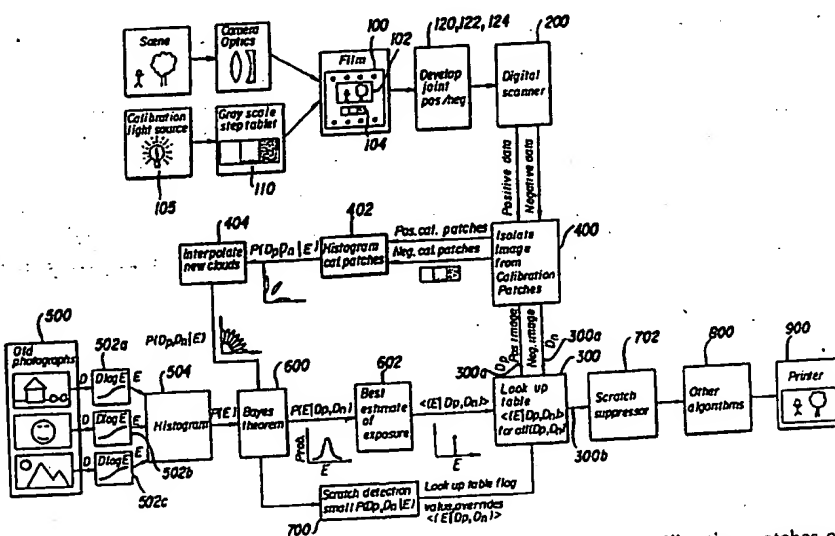 Scene
Camera
Optics
Film
100
102
104
120, 122, 124
Develop
joint
pos/neg
200
Digital
scanner
Calibration
light source
105
Gray scale
step tablet
110
Positive data
Negative data
404
Interpolate
new clouds
P(Dp,Dn|E)
402
Histogram
cal patches
Pos. cal. patches
Neg. cal. patches
400
Isolate
Image
from
Calibration
Patches
500
Old
photographs
502a
D
DlogE
E
504
P(Dp,Dn|E)
D
DlogE
E
502b
D
DlogE
E
502c
Histogram
P(E)
600
Bayes
theorem
P(E|Dp,Dn)
Prob.
E
602
Best
estimate
of
exposure
<(E|Dp,Dn)>
E
300a
Dp
Pos image
Neg. image
Dn
300a
300
Look up
table
<(E|Dp,Dn)>
for all(Dp,Dn)
300b
702
Scratch
suppressor
800
Other
algorithms
900
Printer
700
Scratch detection
small P(Dp,Dn|E)
Look up table flag
value, overrides
<(E|Dp,Dn)>